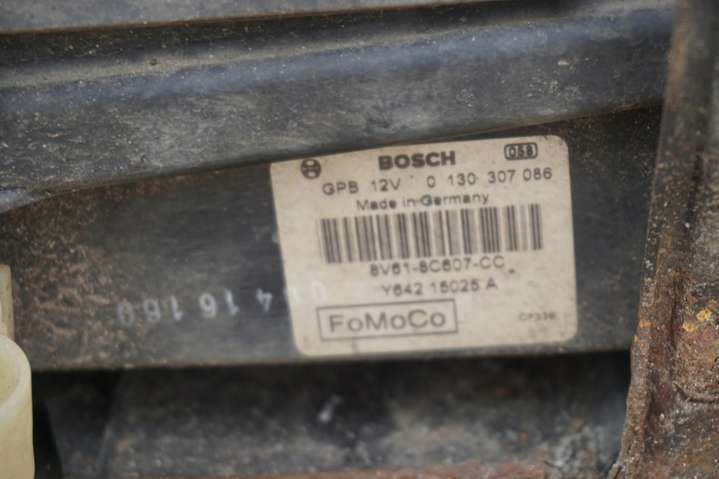 BOSCH 058
GPB 12V 0 130 307 086
Made in Germany
8V61-8C607-CC
Y642 15025 A
FoMoCo CF336